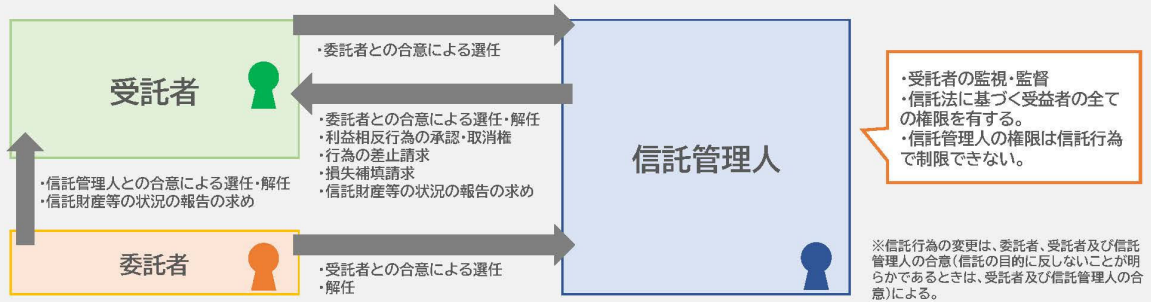 ・委託者との合意による選任
受託者
・委託者との合意による選任・解任
・利益相反行為の承認・取消権
・行為の差止請求
・損失補填請求
・信託財産等の状況の報告の求め
信託管理人
・受託者の監視・監督
・信託法に基づく受益者の全て
の権限を有する。
・信託管理人の権限は信託行為
で制限できない。
・信託管理人との合意による選任・解任
・信託財産等の状況の報告の求め
委託者
・受託者との合意による選任
・解任
※信託行為の変更は、委託者、受託者及び信託
管理人の合意(信託の目的に反しないことが明
らかであるときは、受託者及び信託管理人の合
意)による。